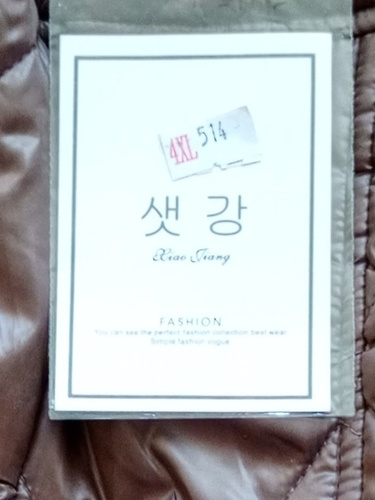 4XL 514
샛 강
Xiao Jiang
FASHION
You can see the perfect fashion collection best wear
Simple fashion vogue